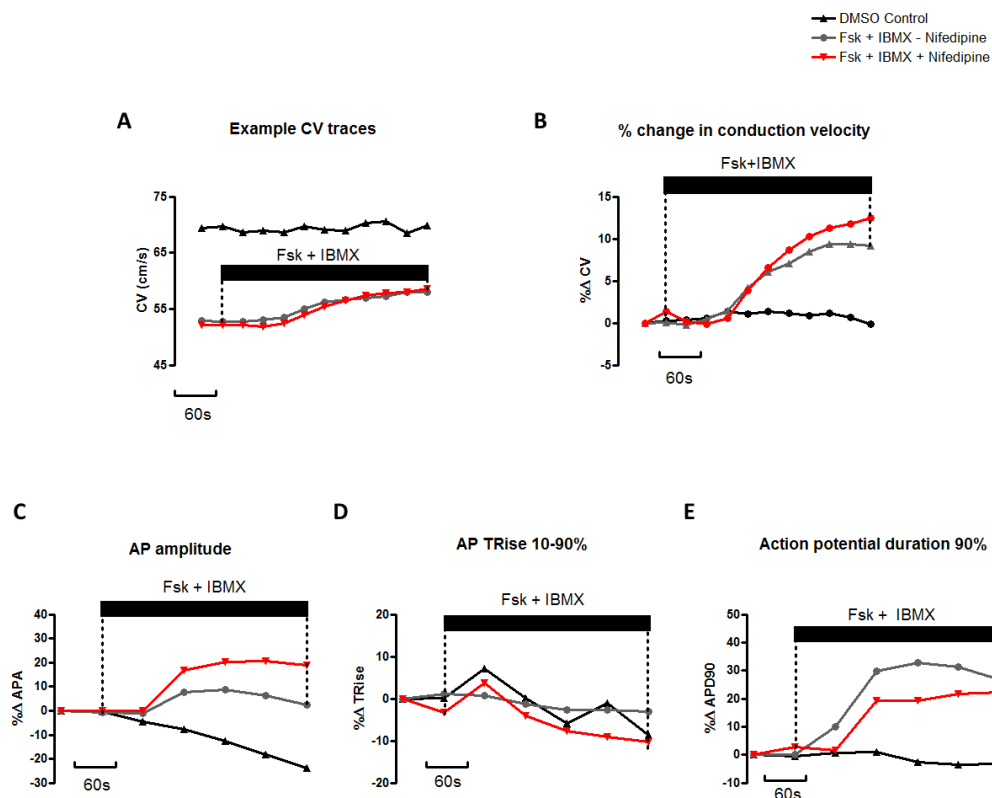 DMSO Control
Fsk + IBMX - Nifedipine
Fsk + IBMX + Nifedipine
A
Example CV traces
CV (cm/s)
75
65
55
45
Fsk + IBMX
60s
B
% change in conduction velocity
Fsk+IBMX
%Δ CV
15
10
5
0
-5
60s
C
AP amplitude
Fsk + IBMX
%Δ APA
40
30
20
10
0
-10
-20
-30
60s
D
AP TRise 10-90%
Fsk + IBMX
%Δ TRise
20
10
0
-10
-20
60s
E
Action potential duration 90%
Fsk + IBMX
%Δ APD90
50
40
30
20
10
0
-10
60s